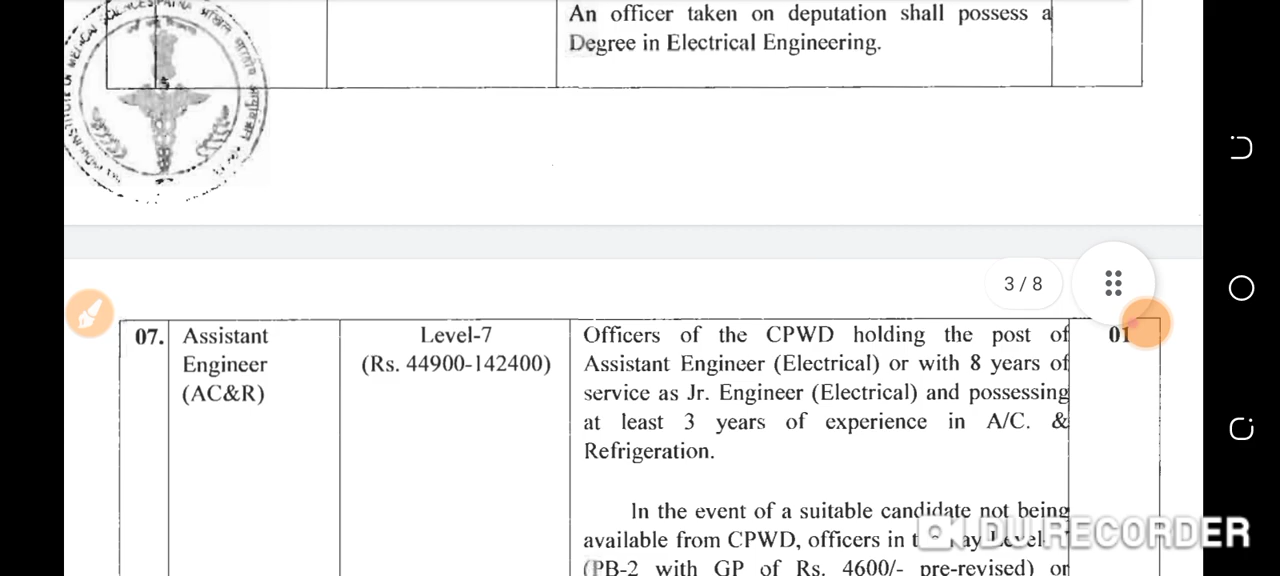 An officer taken on deputation shall possess a
Degree in Electrical Engineering.
3 / 8
07. Assistant Engineer (AC&R)
Level-7
(Rs. 44900-142400)
Officers of the CPWD holding the post of
Assistant Engineer (Electrical) or with 8 years of
service as Jr. Engineer (Electrical) and possessing
at least 3 years of experience in A/C. &
Refrigeration.
In the event of a suitable candidate not being
available from CPWD, officers in
(PB-2 with GP of Rs. 4600/- pre-revised) or
01
DU RECORDER